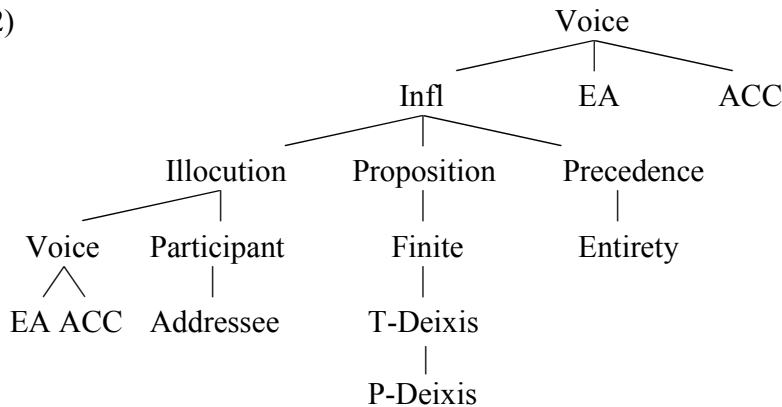 2)
Voice
Infl EA ACC
Illocution Proposition Precedence
Voice Participant Finite Entirety
EA ACC Addressee T-Deixis
P-Deixis